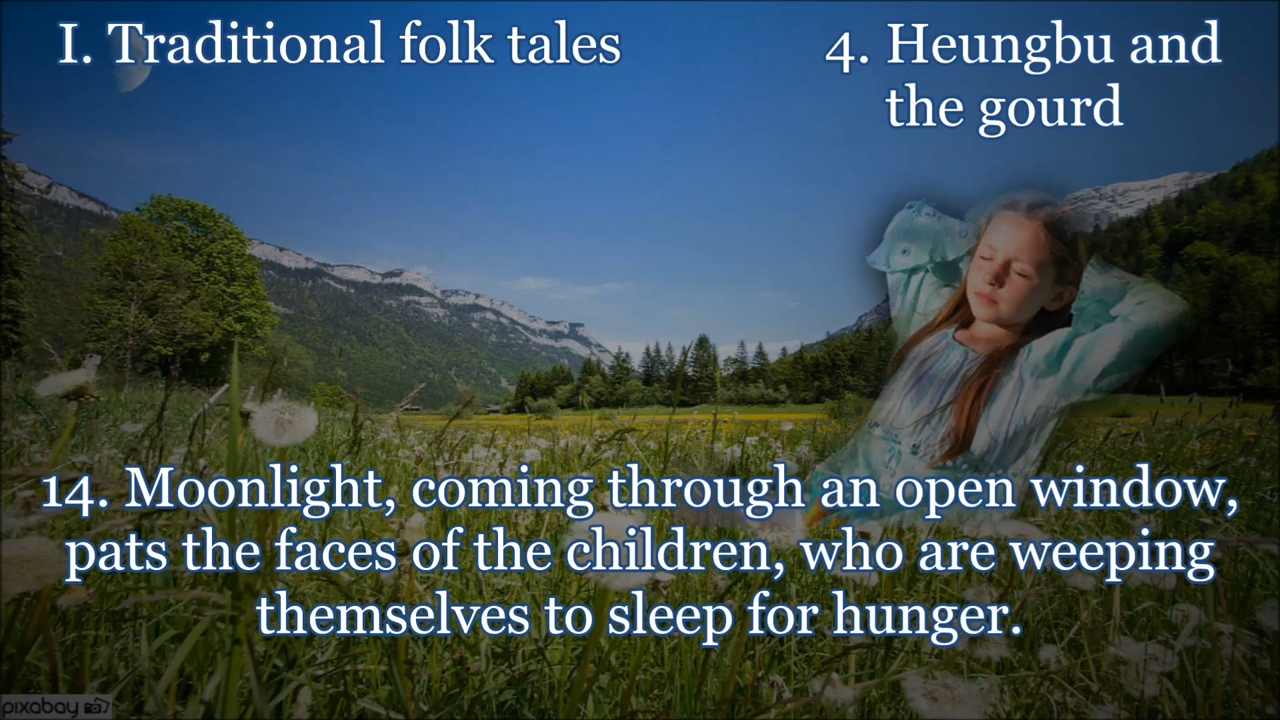 I. Traditional folk tales
4. Heungbu and
the gourd
14. Moonlight, coming through an open window,
pats the faces of the children, who are weeping
themselves to sleep for hunger.
pixabay